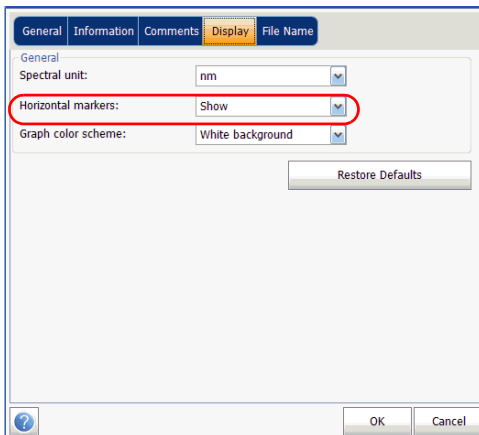 General Information Comments Display File Name
General
Spectral unit: nm
Horizontal markers: Show
Graph color scheme: White background
Restore Defaults
? OK Cancel